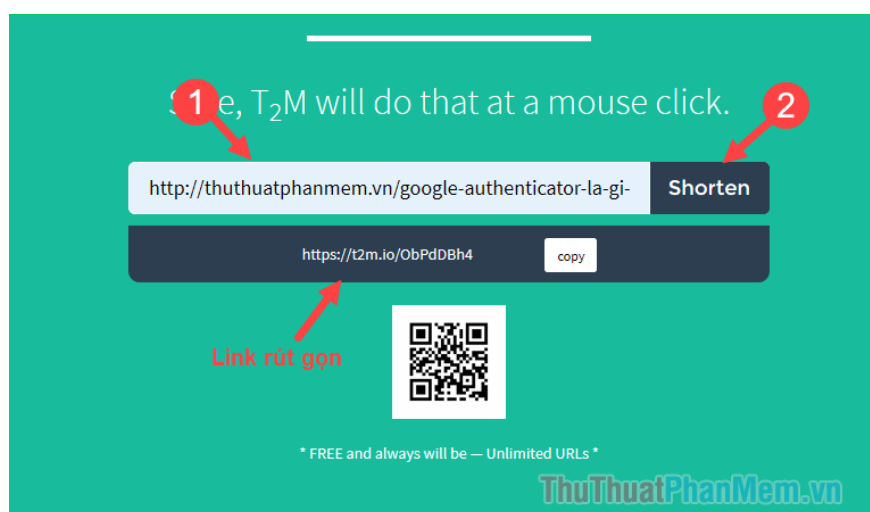 1 e, T2M will do that at a mouse click. 2
http://thuthuatphanmem.vn/google-authenticator-la-gi- Shorten
https://t2m.io/ObPdDBh4 copy
Link rút gọn
* FREE and always will be — Unlimited URLs *
ThuThuatPhanMem.vn